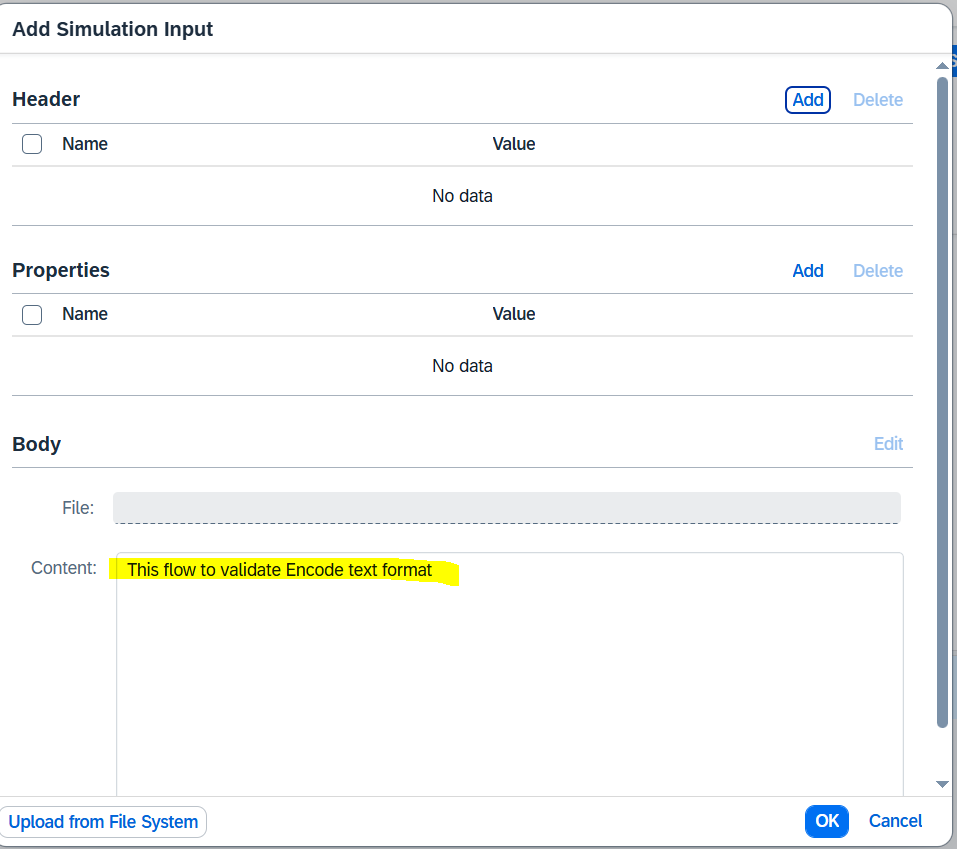 Add Simulation Input
Header Add Delete
Name Value
No data
Properties Add Delete
Name Value
No data
Body Edit
File:
Content: This flow to validate Encode text format
Upload from File System OK Cancel